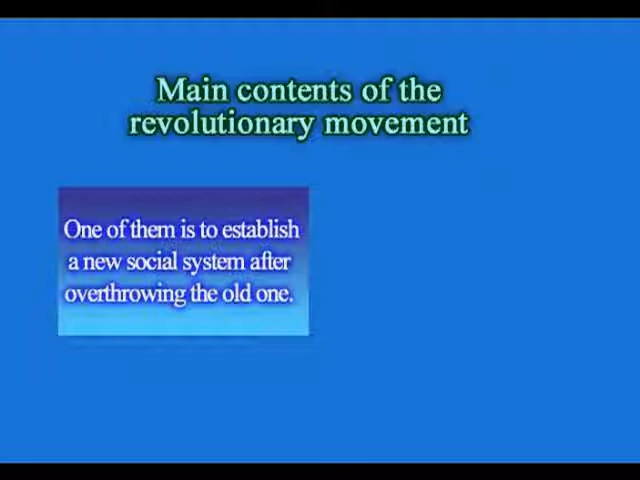 Main contents of the
revolutionary movement
One of them is to establish
a new social system after
overthrowing the old one.